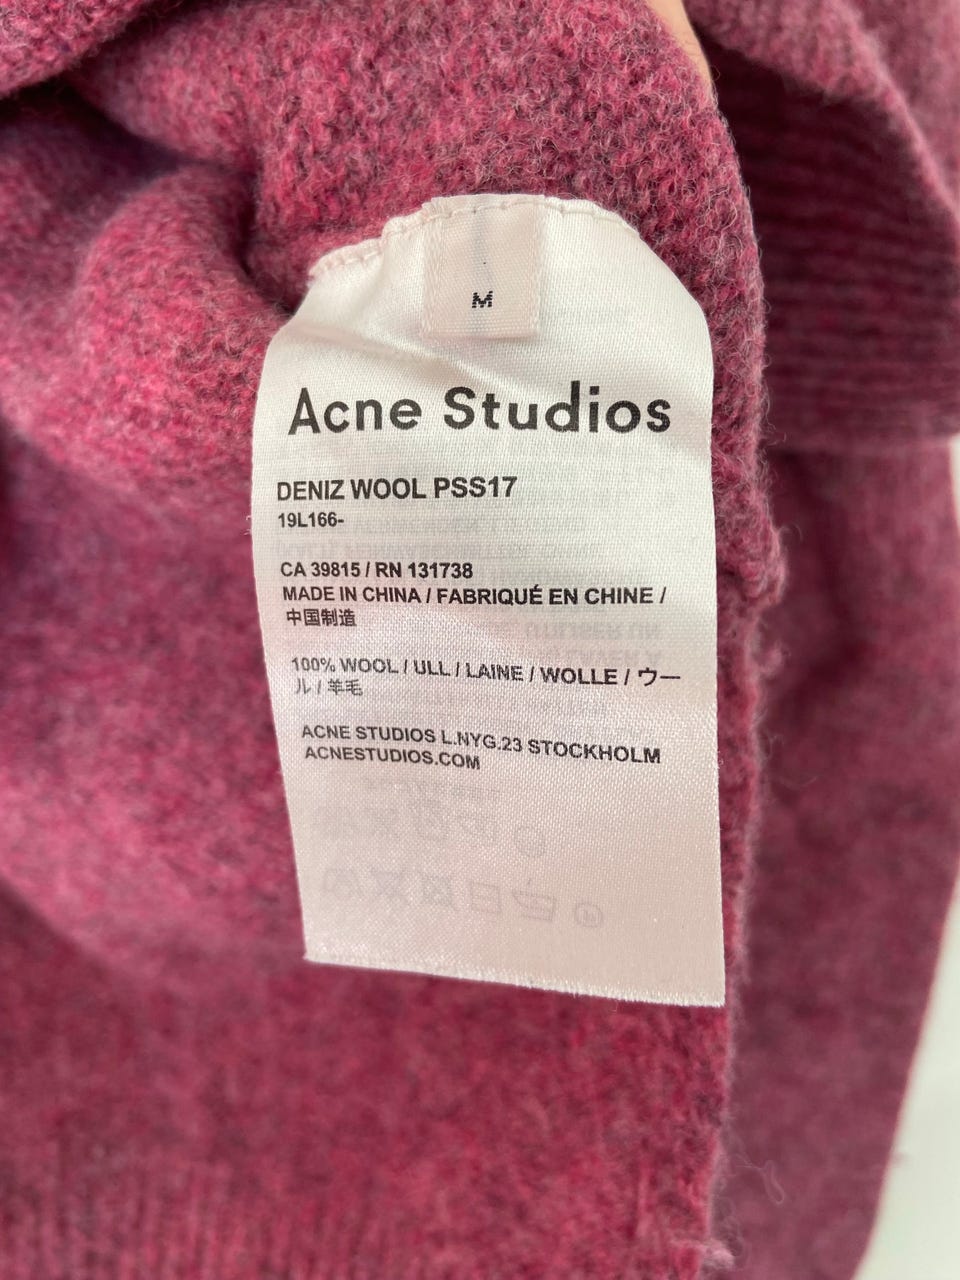 M
Acne Studios
DENIZ WOOL PSS17
19L166-
CA 39815 / RN 131738
MADE IN CHINA / FABRIQUÉ EN CHINE /
中国制造
100% WOOL / ULL / LAINE / WOLLE / ウー
ル / 羊毛
ACNE STUDIOS L.NYG.23 STOCKHOLM
ACNESTUDIOS.COM